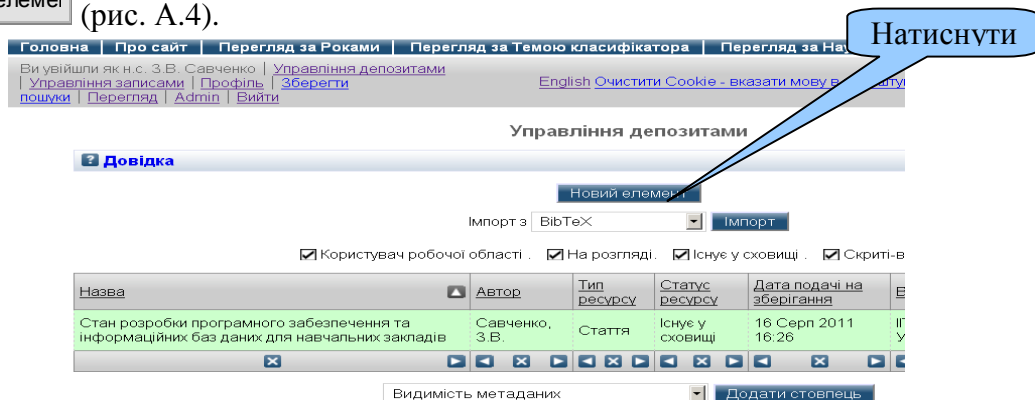 (рис. А.4).
Натиснути
Головна | Про сайт | Перегляд за Роками | Перегляд за Темою класифікатора | Перегляд за
Ви увійшли як н.с. З.В. Савченко | Управління депозитами
| Управління записами | Профіль | Зберегти
пошуки | Перегляд | Admin | Вийти
English Очистити Cookie - вказати мову в
Управління депозитами
? Довідка
Новий елемент
Імпорт з BibTeX Імпорт
Користувач робочої області . На розгляді. Існує у сховищі .
Назва Автор Тип ресурсу Статус ресурсу Дата подачі на зберігання
Стан розробки програмного забезпечення та інформаційних баз даних для навчальних закладів Савченко, З.В. Стаття Існує у сховищі 16 Серп 2011 16:26
Видимість метаданих Додати стовпець